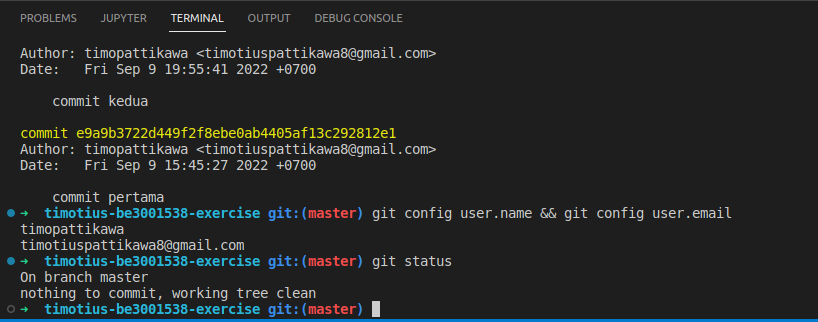 PROBLEMS JUPYTER TERMINAL OUTPUT DEBUG CONSOLE
Author: timopattikawa <timotiuspattikawa8@gmail.com>
Date:   Fri Sep 9 19:55:41 2022 +0700
    commit kedua
commit e9a9b3722d449f2f8ebe0ab4405af13c292812e1
Author: timopattikawa <timotiuspattikawa8@gmail.com>
Date:   Fri Sep 9 15:45:27 2022 +0700
    commit pertama
➜  timotius-be3001538-exercise git:(master) git config user.name && git config user.email
timopattikawa
timotiuspattikawa8@gmail.com
➜  timotius-be3001538-exercise git:(master) git status
On branch master
nothing to commit, working tree clean
➜  timotius-be3001538-exercise git:(master)